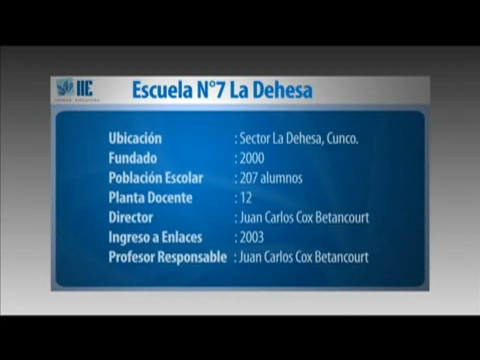 IIE
Escuela N°7 La Dehesa
Ubicación : Sector La Dehesa, Cunco.
Fundado : 2000
Población Escolar : 207 alumnos
Planta Docente : 12
Director : Juan Carlos Cox Betancourt
Ingreso a Enlaces : 2003
Profesor Responsable : Juan Carlos Cox Betancourt